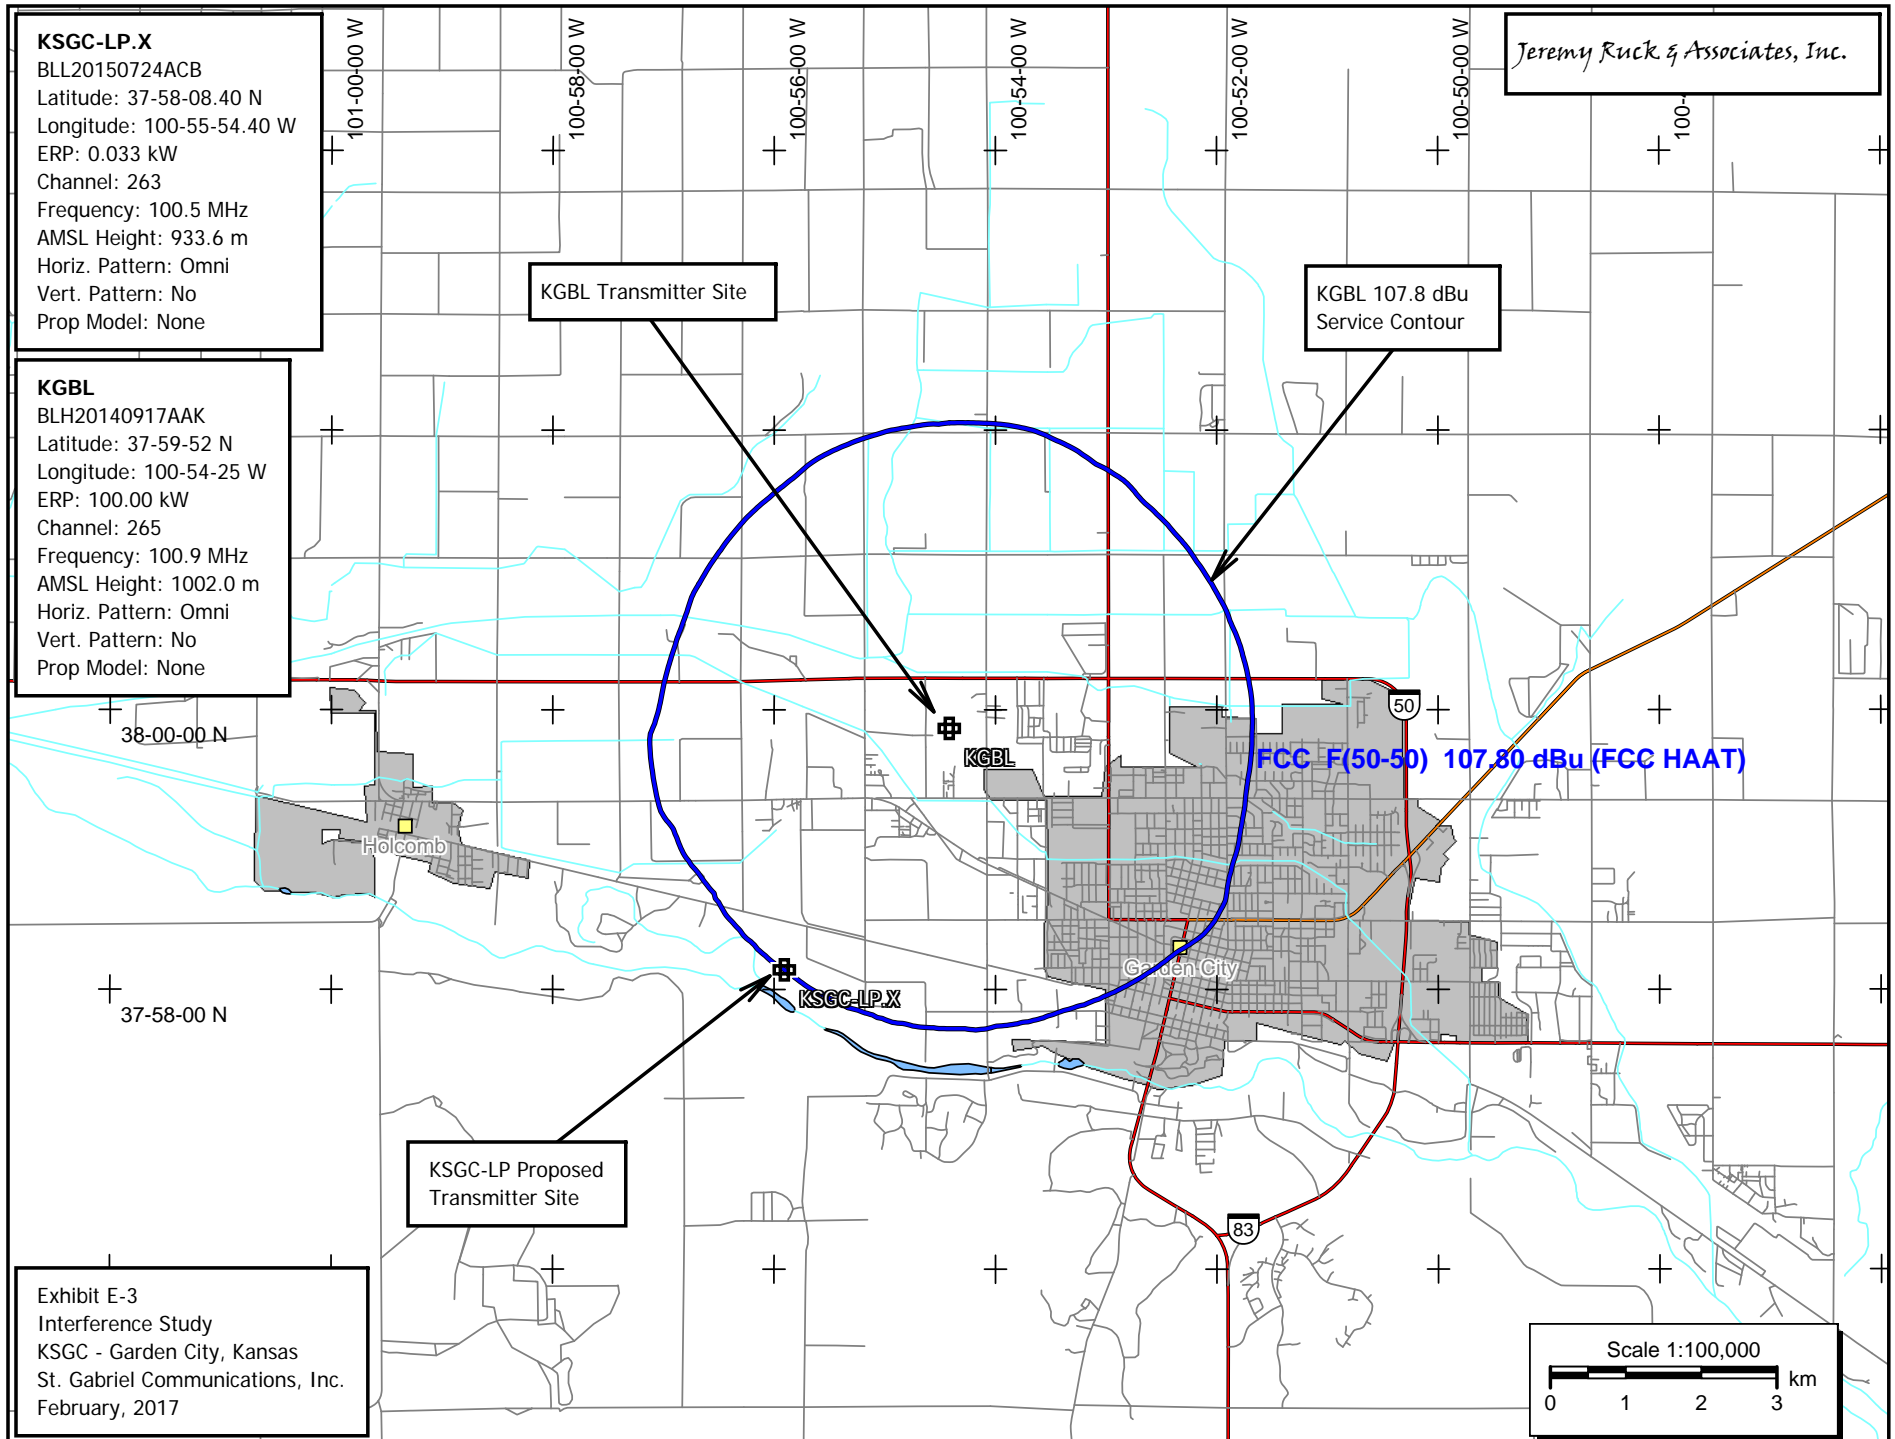 KSGC-LP.X
BLL20150724ACB
Latitude: 37-58-08.40 N
Longitude: 100-55-54.40 W
ERP: 0.033 kW
Channel: 263
Frequency: 100.5 MHz
AMSL Height: 933.6 m
Horiz. Pattern: Omni
Vert. Pattern: No
Prop Model: None
KGBL
BLH20140917AAK
Latitude: 37-59-52 N
Longitude: 100-54-25 W
ERP: 100.00 kW
Channel: 265
Frequency: 100.9 MHz
AMSL Height: 1002.0 m
Horiz. Pattern: Omni
Vert. Pattern: No
Prop Model: None
101-00-00 W
100-58-00 W
100-56-00 W
100-54-00 W
100-52-00 W
100-50-00 W
Jeremy Ruck & Associates, Inc.
KGBL Transmitter Site
KGBL 107.8 dBu
Service Contour
38-00-00 N
50
KGBL
FCC F(50-50) 107.80 dBu (FCC HAAT)
Holcomb
Garden City
KSGC-LP.X
37-58-00 N
KSGC-LP Proposed
Transmitter Site
83
Exhibit E-3
Interference Study
KSGC - Garden City, Kansas
St. Gabriel Communications, Inc.
February, 2017
Scale 1:100,000
km
0 1 2 3